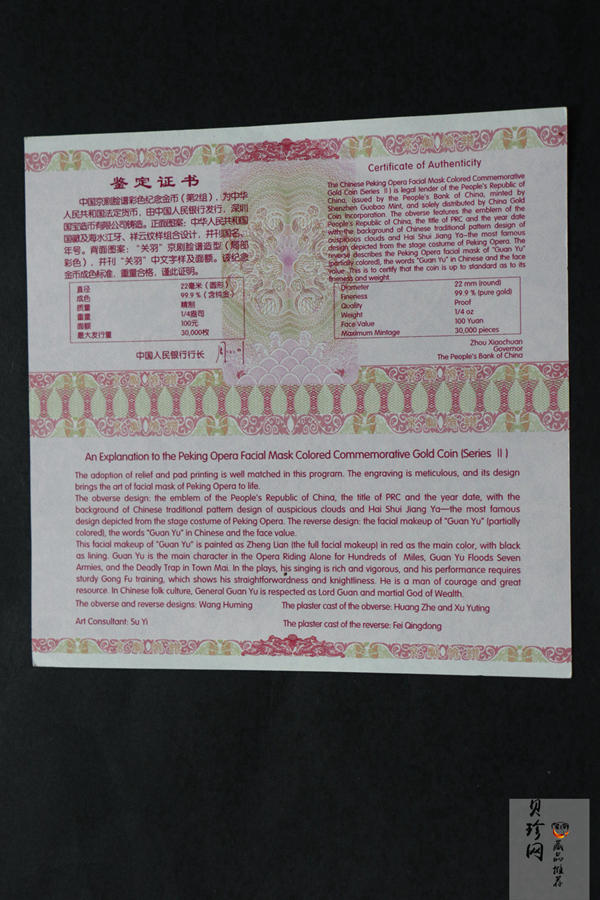 鉴定证书
中国京剧脸谱彩色纪念金币（第2组），为中华
人民共和国法定货币，由中国人民银行发行，深圳
国宝造币有限公司铸造。正面图案：中华人民共和国
国徽及海水江牙、祥云纹样组合设计，并刊国名、
年号。背面图案：“关羽”京剧脸谱造型（局部
彩色），并刊“关羽”中文字样及面额。该纪念
金币成色标准，重量合格，谨此证明。
直径 22毫米（圆形）
成色 99.9％（含纯金）
质量 精制
重量 1/4盎司
面额 100元
最大发行量 30,000枚
中国人民银行行长
Certificate of Authenticity
The Chinese Peking Opera Facial Mask Colored Commemorative
Gold Coin (Series Ⅱ) is legal tender of the People's Republic of
China, issued by the People's Bank of China, minted by
Shenzhen Guobao Mint, and solely distributed by China Gold
Coin Incorporation. The obverse features the emblem of the
People's Republic of China, the title of PRC and the year date
with the background of Chinese traditional pattern design of
auspicious clouds and Hai Shui Jiang Ya-the most famous
design depicted from the stage costume of Peking Opera. The
reverse describes the Peking Opera facial mask of "Guan Yu"
(partially colored), the words "Guan Yu" in Chinese and the face
value. This is to certify that the coin is up to standard as to its
fineness and weight.
Diameter 22 mm (round)
Fineness 99.9 % (pure gold)
Quality Proof
Weight 1/4 oz
Face Value 100 Yuan
Maximum Mintage 30,000 pieces
Zhou Xiaochuan
Governor
The People's Bank of China
An Explanation to the Peking Opera Facial Mask Colored Commemorative Gold Coin (Series Ⅱ)
The adoption of relief and pad printing is well matched in this program. The engraving is meticulous, and its design
brings the art of facial mask of Peking Opera to life.
The obverse design: the emblem of the People's Republic of China, the title of PRC and the year date, with the
background of Chinese traditional pattern design of auspicious clouds and Hai Shui Jiang Ya—the most famous
design depicted from the stage costume of Peking Opera. The reverse design: the facial makeup of "Guan Yu" (partially
colored), the words "Guan Yu" in Chinese and the face value.
This facial makeup of "Guan Yu" is painted as Zheng Lian (the full facial makeup) in red as the main color, with black
as lining. Guan Yu is the main character in the Opera Riding Alone for Hundreds of Miles, Guan Yu Floods Seven
Armies, and the Deadly Trap in Town Mai. In the plays, his singing is rich and vigorous, and his performance requires
sturdy Gong Fu training, which shows his straightforwardness and knightliness. He is a man of courage and great
resource. In Chinese folk culture, General Guan Yu is respected as Lord Guan and martial God of Wealth.
The obverse and reverse designs: Wang Huming The plaster cast of the obverse: Huang Zhe and Xu Yuting
Art Consultant: Su Yi The plaster cast of the reverse: Fei Qingdong
贝珍网
藏品推荐